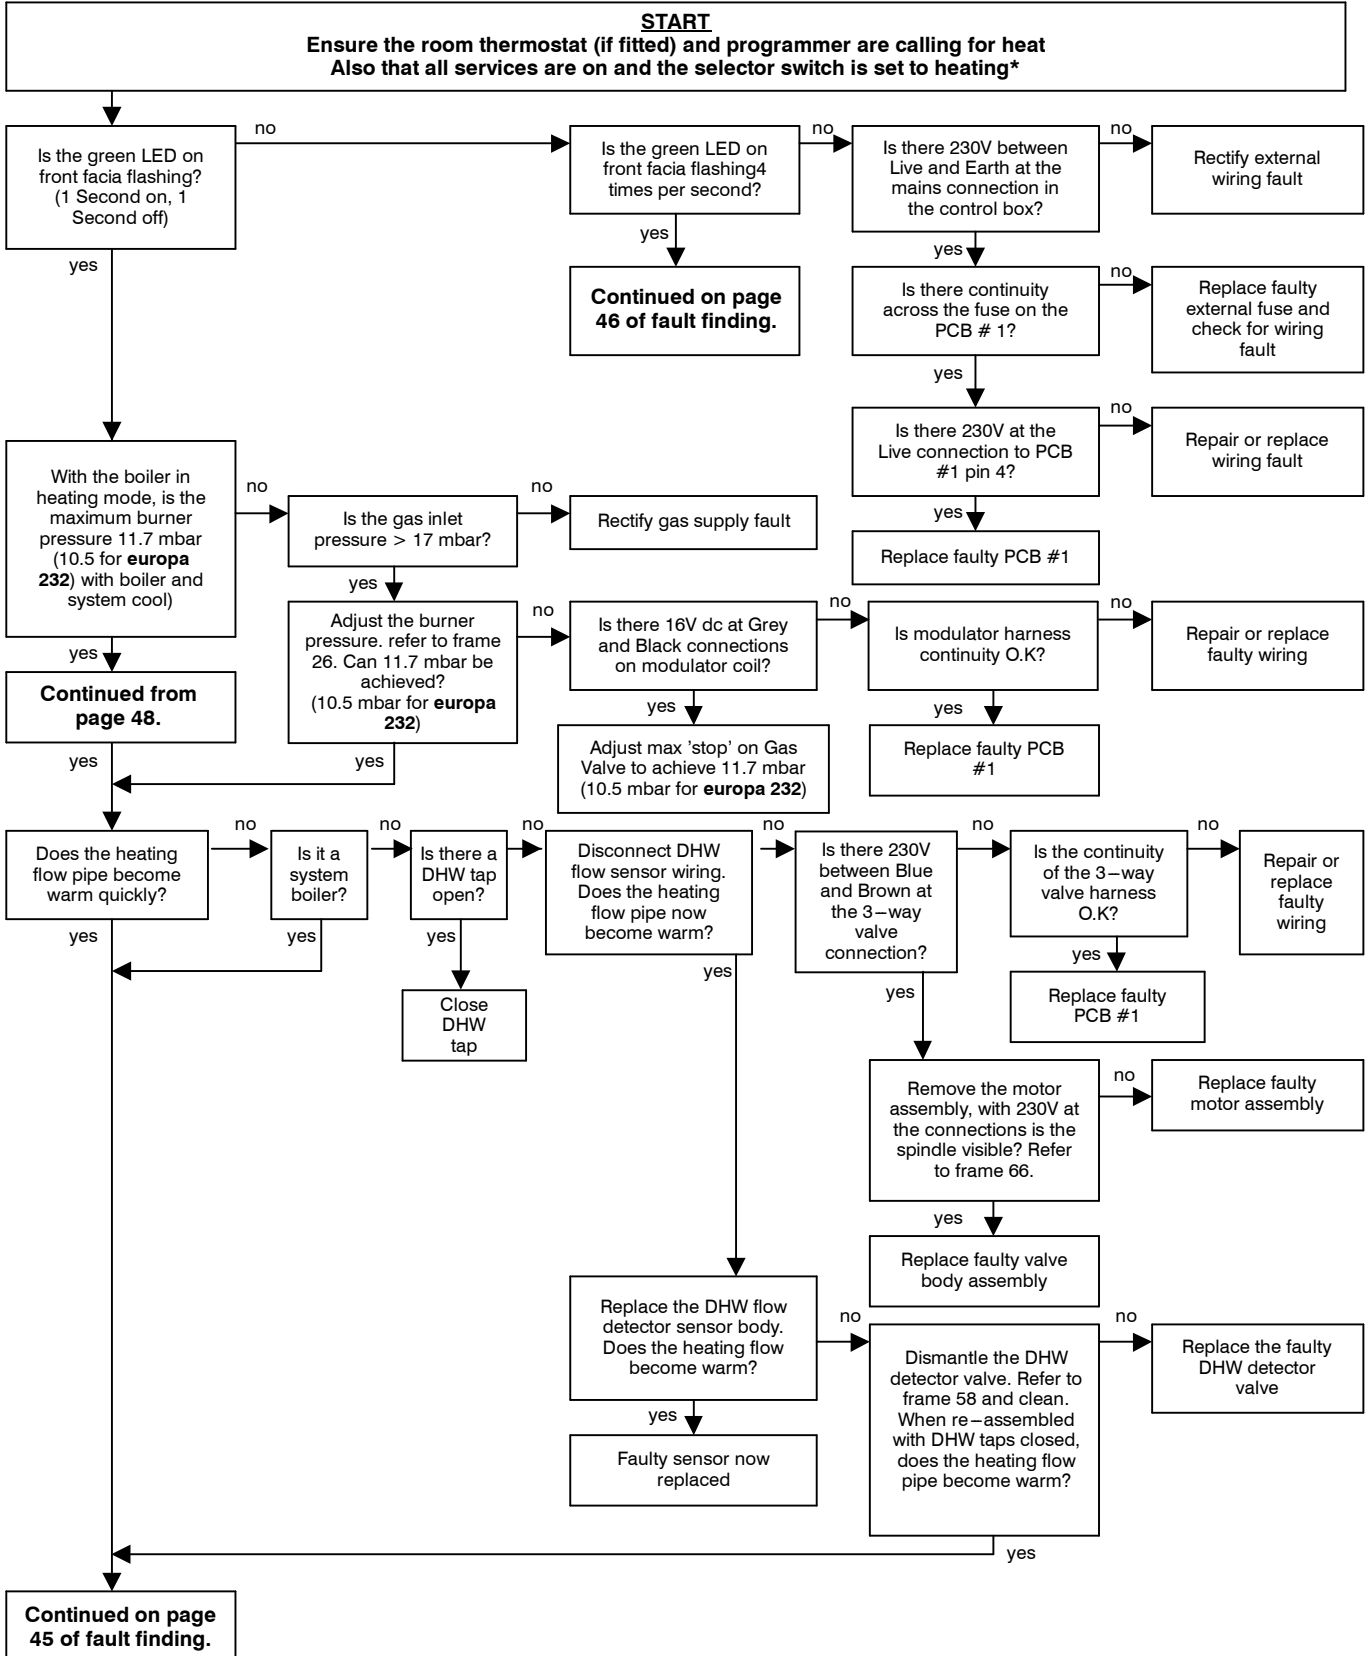 START
Ensure the room thermostat (if fitted) and programmer are calling for heat
Also that all services are on and the selector switch is set to heating*
Is the green LED on
front facia flashing?
(1 Second on, 1
Second off)
no
Is the green LED on
front facia flashing4
times per second?
no
Is there 230V between
Live and Earth at the
mains connection in
the control box?
no
Rectify external
wiring fault
yes
yes
yes
Continued on page
46 of fault finding.
Is there continuity
across the fuse on the
PCB # 1?
no
Replace faulty
external fuse and
check for wiring
fault
yes
Is there 230V at the
Live connection to PCB
#1 pin 4?
no
Repair or replace
wiring fault
yes
Replace faulty PCB #1
With the boiler in
heating mode, is the
maximum burner
pressure 11.7 mbar
(10.5 for europa
232) with boiler and
system cool)
no
Is the gas inlet
pressure > 17 mbar?
no
Rectify gas supply fault
yes
Adjust the burner
pressure. refer to frame
26. Can 11.7 mbar be
achieved?
(10.5 mbar for europa
232)
no
Is there 16V dc at Grey
and Black connections
on modulator coil?
no
Is modulator harness
continuity O.K?
no
Repair or replace
faulty wiring
yes
Continued from
page 48.
yes
Adjust max 'stop' on Gas
Valve to achieve 11.7 mbar
(10.5 mbar for europa 232)
yes
Replace faulty PCB
#1
yes
yes
Does the heating
flow pipe become
warm quickly?
no
Is it a
system
boiler?
no
Is there a
DHW tap
open?
no
Disconnect DHW
flow sensor wiring.
Does the heating
flow pipe now
become warm?
no
Is there 230V
between Blue
and Brown at
the 3–way
valve
connection?
no
Is the continuity
of the 3–way
valve harness
O.K?
no
Repair or
replace
faulty
wiring
yes
yes
yes
Close
DHW
tap
yes
yes
yes
Replace faulty
PCB #1
Remove the motor
assembly, with 230V at
the connections is the
spindle visible? Refer
to frame 66.
no
Replace faulty
motor assembly
yes
Replace faulty valve
body assembly
Replace the DHW flow
detector sensor body.
Does the heating flow
become warm?
no
Dismantle the DHW
detector valve. Refer to
frame 58 and clean.
When re–assembled
with DHW taps closed,
does the heating flow
pipe become warm?
no
Replace the faulty
DHW detector
valve
yes
Faulty sensor now
replaced
yes
Continued on page
45 of fault finding.